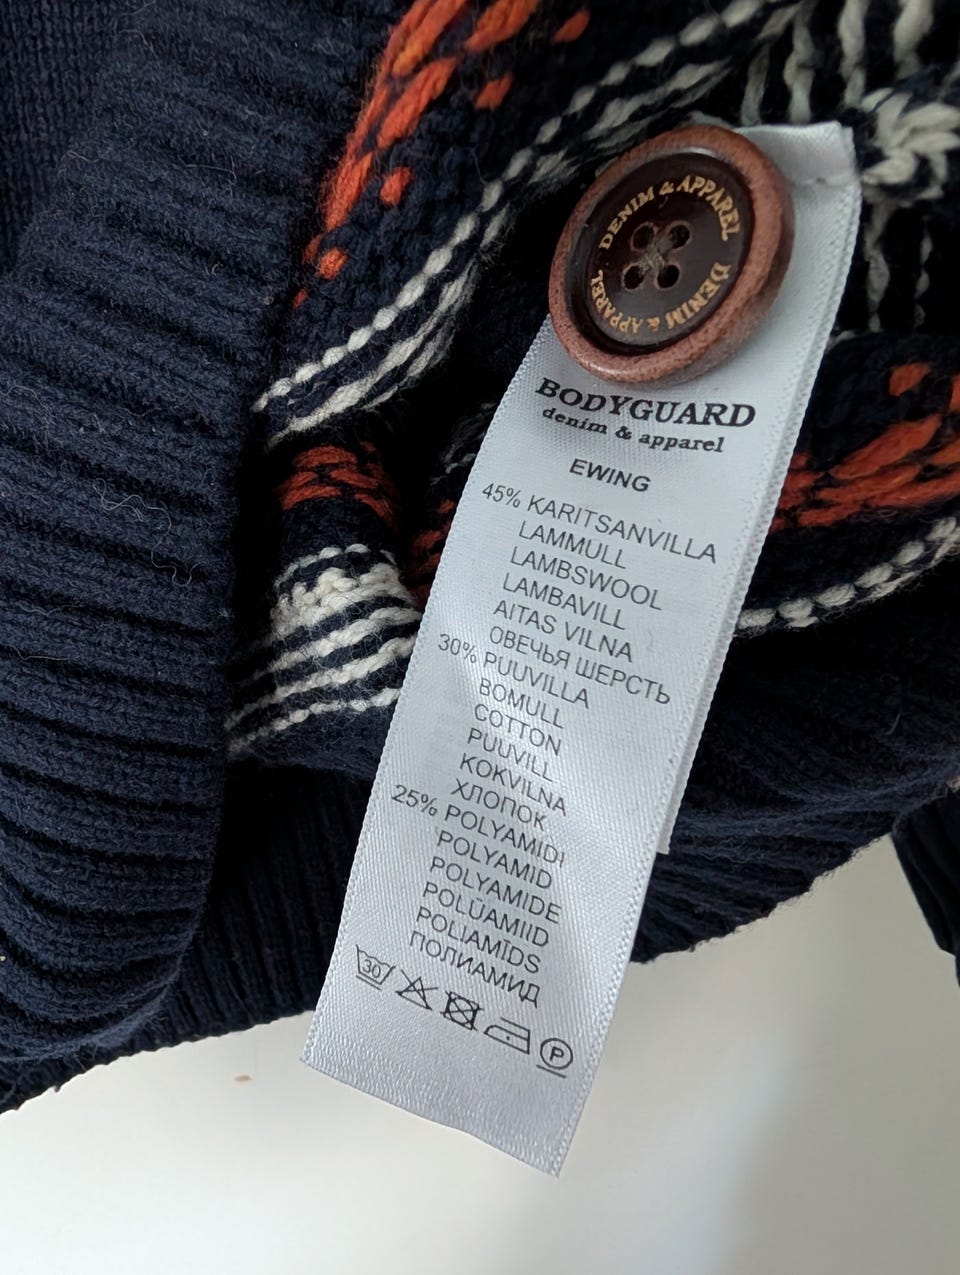 DENIM & APPAREL
DENIM & APPAREL
BODYGUARD
denim & apparel
EWING
45% KARITSANVILLA
LAMMULL
LAMBSWOOL
LAMBAVILL
AITAS VILNA
ОВЕЧЬЯ ШЕРСТЬ
30% PUUVILLA
BOMULL
COTTON
PUUVILL
KOKVILNA
ХЛОПОК
25% POLYAMIDI
POLYAMID
POLYAMIDE
POLÜAMIID
POLIAMĪDS
ПОЛИАМИД
30 P